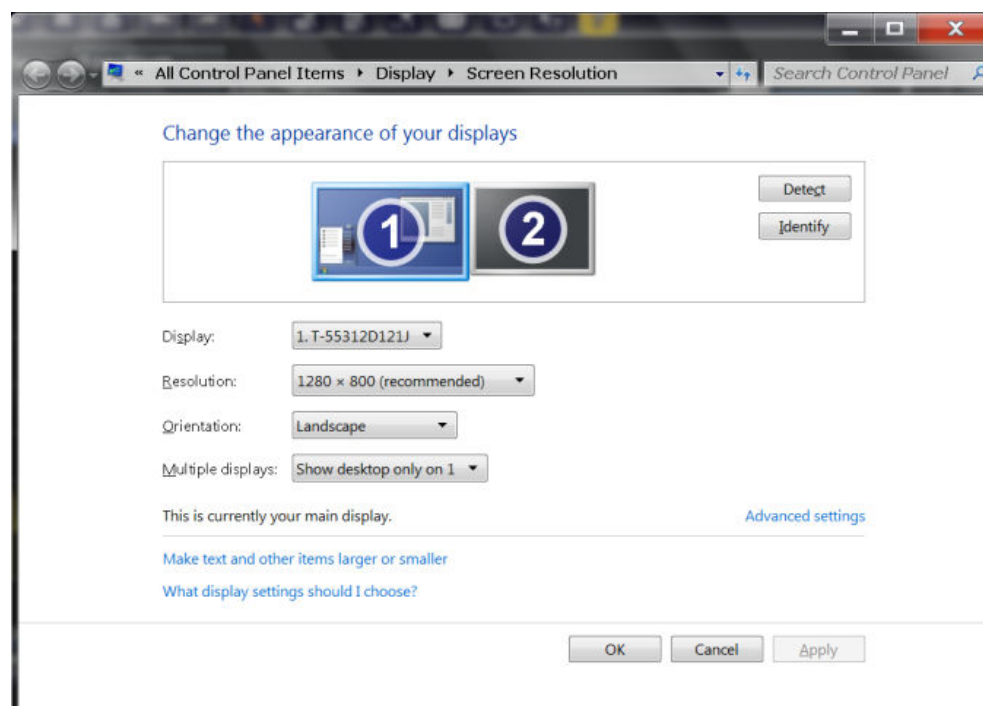 « All Control Panel Items ▸ Display ▸ Screen Resolution
Search Control Panel
Change the appearance of your displays
1
2
Detect
Identify
Display: 1. T-55312D121J
Resolution: 1280 × 800 (recommended)
Orientation: Landscape
Multiple displays: Show desktop only on 1
This is currently your main display. Advanced settings
Make text and other items larger or smaller
What display settings should I choose?
OK Cancel Apply